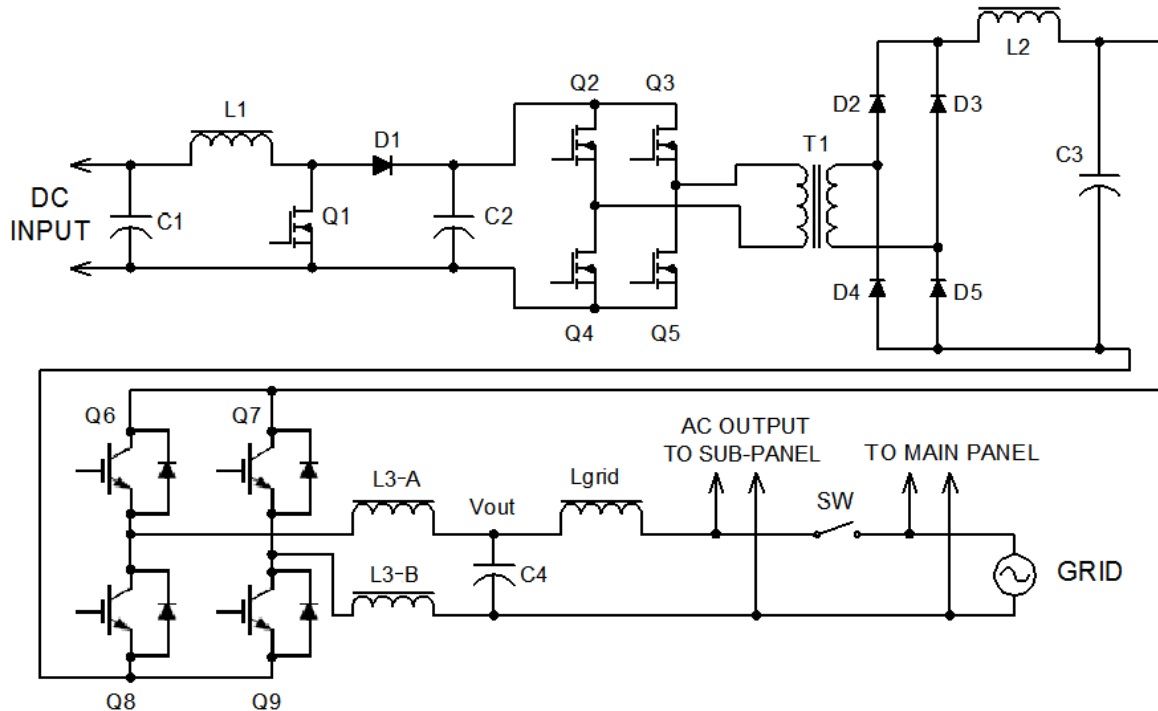 L2
Q2 Q3
D2 D3
L1
D1
T1
C3
DC
INPUT
C1
Q1
C2
D4 D5
Q4 Q5
Q6 Q7
AC OUTPUT
TO SUB-PANEL
TO MAIN PANEL
L3-A
Vout
Lgrid
SW
L3-B
C4
GRID
Q8 Q9